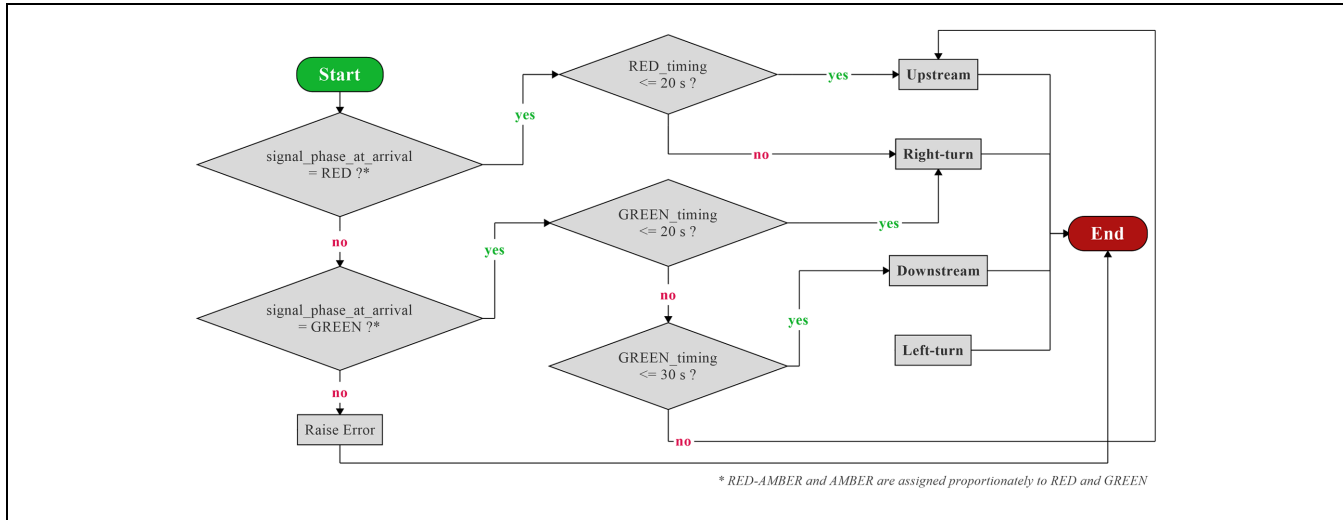 Start
signal_phase_at_arrival
= RED ?*
yes
no
RED_timing
<= 20 s ?
yes
no
Upstream
Right-turn
signal_phase_at_arrival
= GREEN ?*
yes
no
GREEN_timing
<= 20 s ?
yes
no
GREEN_timing
<= 30 s ?
yes
no
Downstream
Left-turn
End
Raise Error
* RED-AMBER and AMBER are assigned proportionately to RED and GREEN